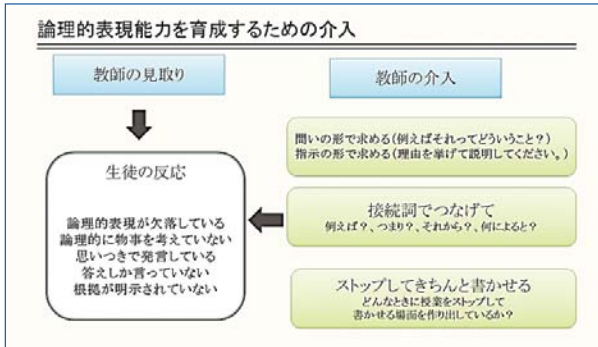 論理的表現能力を育成するための介入
教師の見取り
生徒の反応
論理的表現が欠落している
論理的に物事を考えていない
思いつきで発言している
答えしか言っていない
根拠が明示されていない
教師の介入
問いの形で求める(例えばそれってどういうこと?)
指示の形で求める(理由を挙げて説明してください。)
接続詞でつなげて
例えば?、つまり?、それから?、何によると?
ストップしてきちんと書かせる
どんなときに授業をストップして
書かせる場面を作り出しているか?